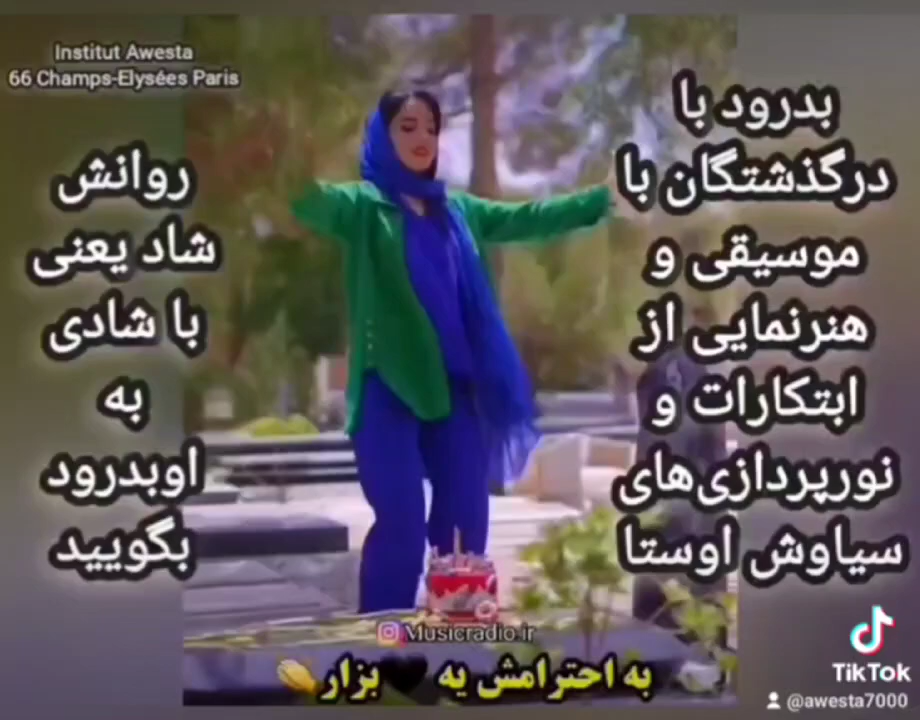 Institut Awesta
66 Champs-Elysées Paris
بدرود با
درگذشتگان با
موسیقی و
هنرنمایی از
ابتکارات و
نورپردازی‌های
سیاوش اوستا
روانش
شاد یعنی
با شادی
به
اوبدرود
بگویید
Musicradio.ir
به احترامش یه 🖤 بزار 👏
TikTok
@awesta7000